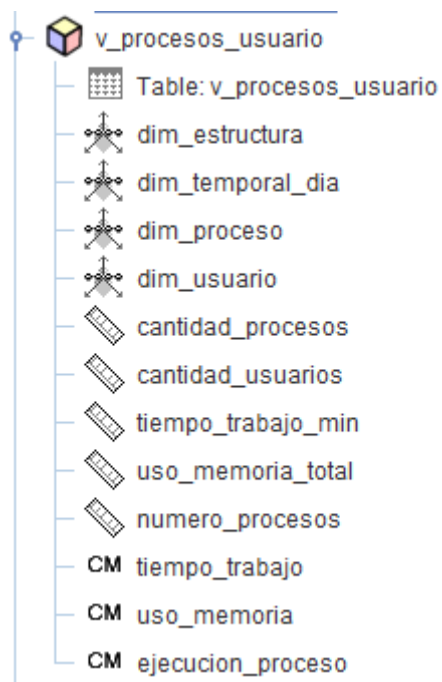 v_procesos_usuario
Table: v_procesos_usuario
dim_estructura
dim_temporal_dia
dim_proceso
dim_usuario
cantidad_procesos
cantidad_usuarios
tiempo_trabajo_min
uso_memoria_total
numero_procesos
CM tiempo_trabajo
CM uso_memoria
CM ejecucion_proceso